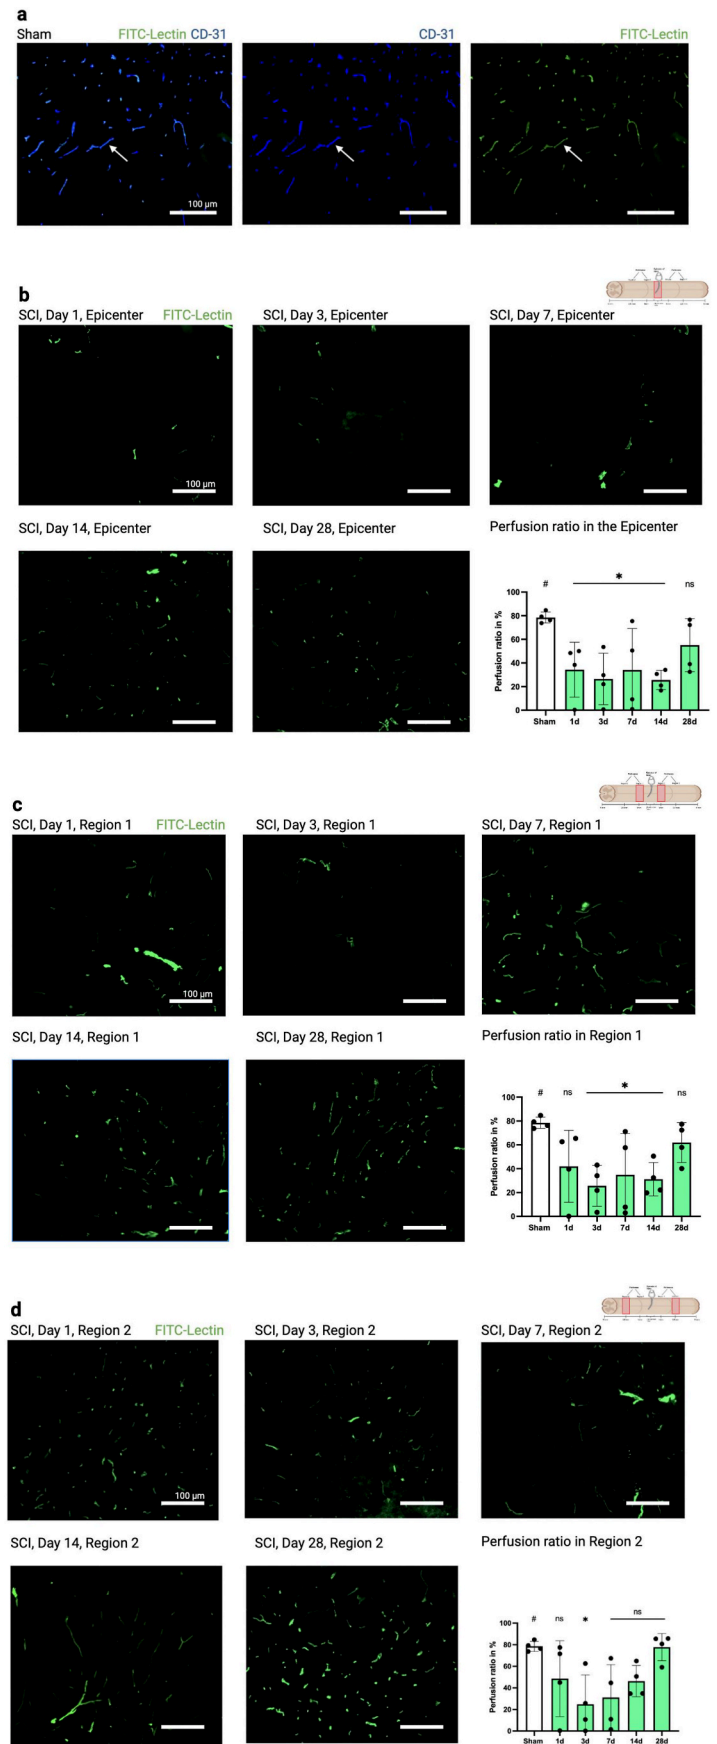 a
Sham FITC-Lectin CD-31 CD-31 FITC-Lectin
100 µm
b
SCI, Day 1, Epicenter FITC-Lectin SCI, Day 3, Epicenter SCI, Day 7, Epicenter
100 µm
SCI, Day 14, Epicenter SCI, Day 28, Epicenter Perfusion ratio in the Epicenter
# * ns
Perfusion ratio in %
100
80
60
40
20
0
Sham 1d 3d 7d 14d 28d
c
SCI, Day 1, Region 1 FITC-Lectin SCI, Day 3, Region 1 SCI, Day 7, Region 1
100 µm
SCI, Day 14, Region 1 SCI, Day 28, Region 1 Perfusion ratio in Region 1
# ns * ns
Perfusion ratio in %
100
80
60
40
20
0
Sham 1d 3d 7d 14d 28d
d
SCI, Day 1, Region 2 FITC-Lectin SCI, Day 3, Region 2 SCI, Day 7, Region 2
100 µm
SCI, Day 14, Region 2 SCI, Day 28, Region 2 Perfusion ratio in Region 2
# ns * ns
Perfusion ratio in %
100
80
60
40
20
0
Sham 1d 3d 7d 14d 28d